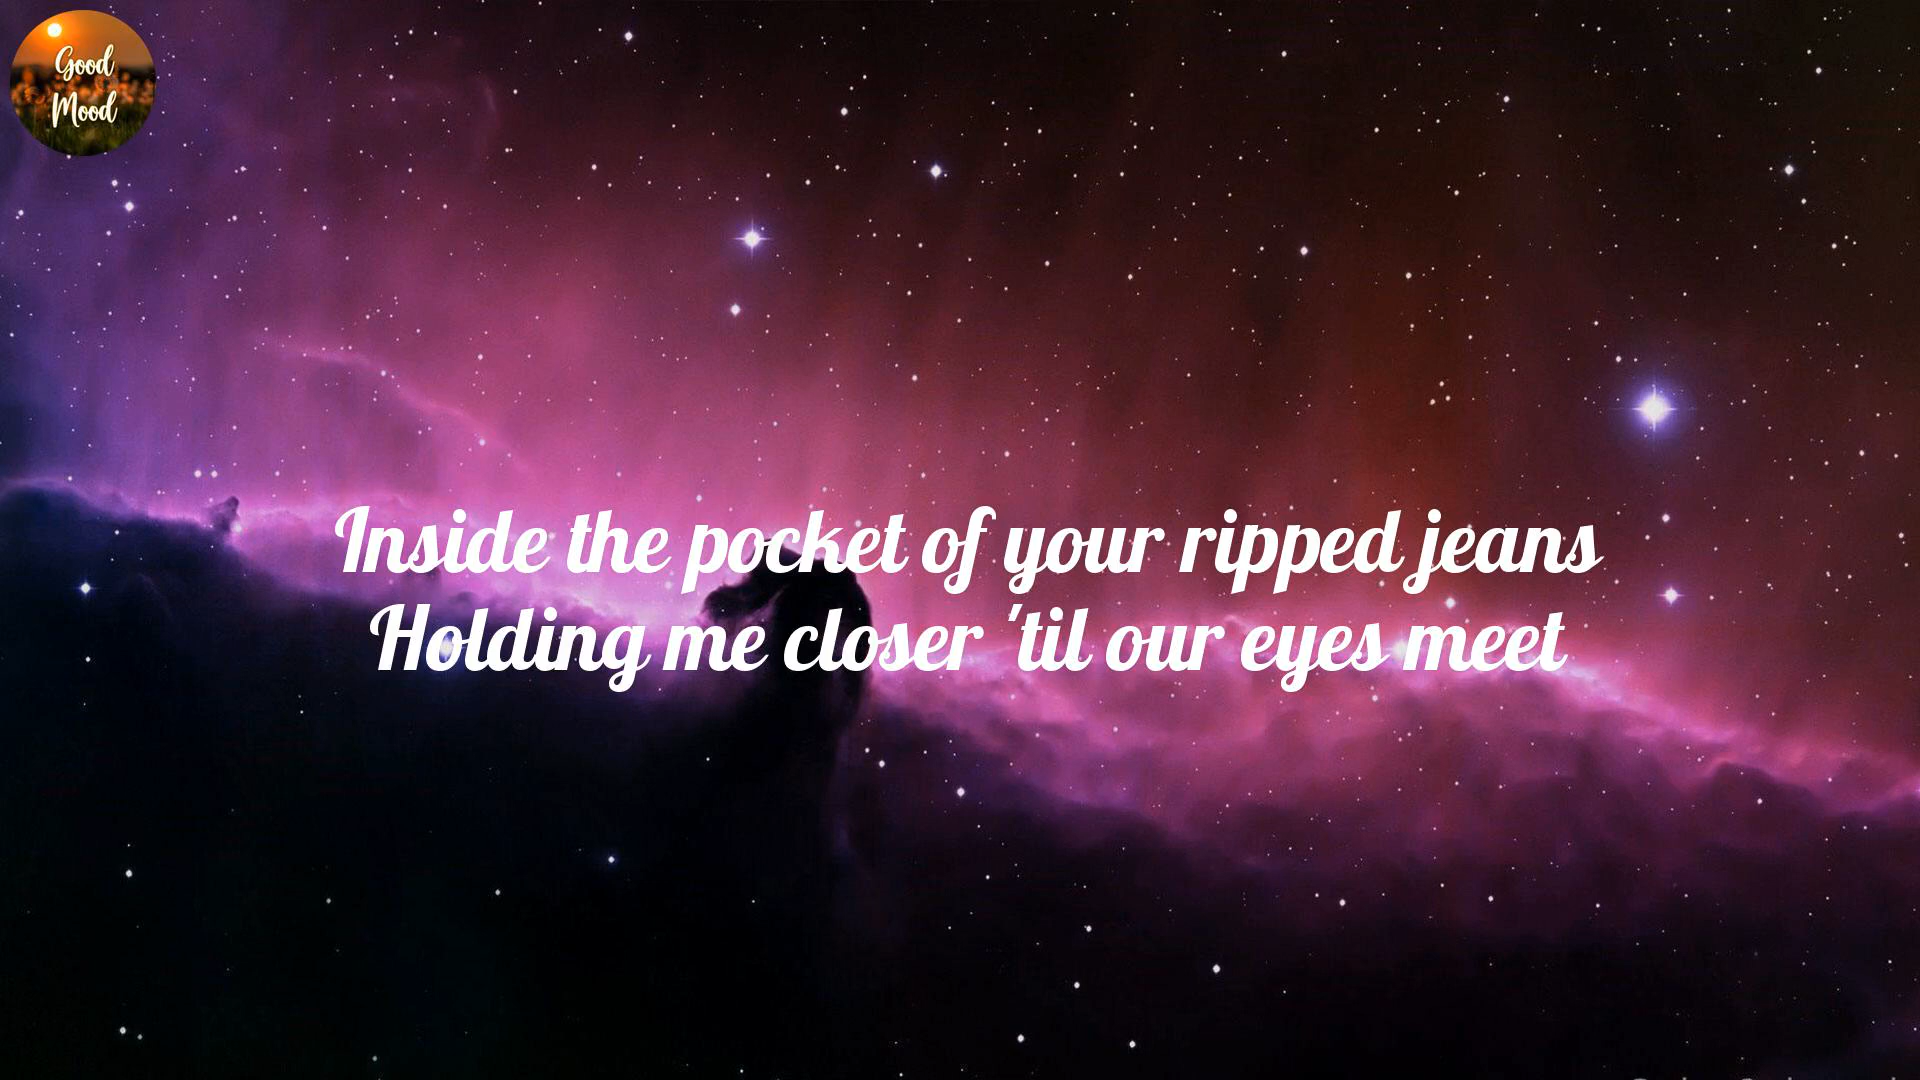 Good
Mood
Inside the pocket of your ripped jeans
Holding me closer 'til our eyes meet